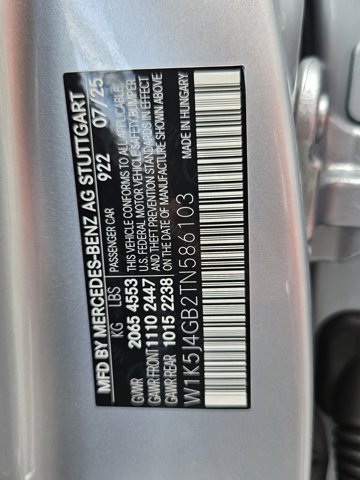 MFD BY MERCEDES-BENZ AG STUTTGART
PASSENGER CAR 922 07/25
KG LBS
GVWR 2065 4553
GAWR FRONT 1110 2447
GAWR REAR 1015 2238
THIS VEHICLE CONFORMS TO ALL APPLICABLE
U.S. FEDERAL MOTOR VEHICLE SAFETY/BUMPER
AND THEFT PREVENTION STANDARDS IN EFFECT
ON THE DATE OF MANUFACTURE SHOWN ABOVE
W1K5J4GB2TN586103
MADE IN HUNGARY